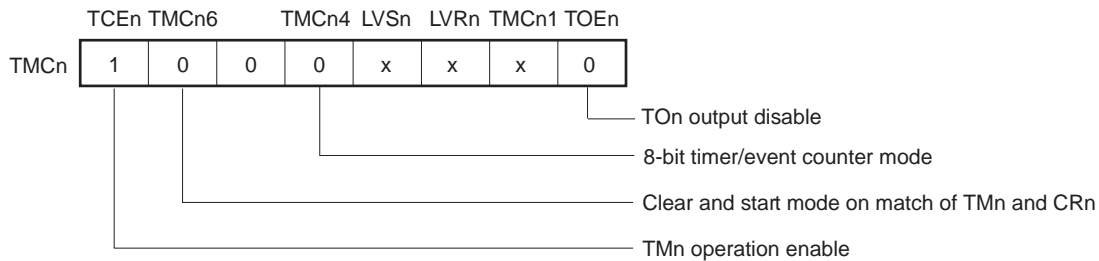 TCEn TMCn6 TMCn4 LVSn LVRn TMCn1 TOEn
TMCn 1 0 0 0 x x x 0
TOn output disable
8-bit timer/event counter mode
Clear and start mode on match of TMn and CRn
TMn operation enable